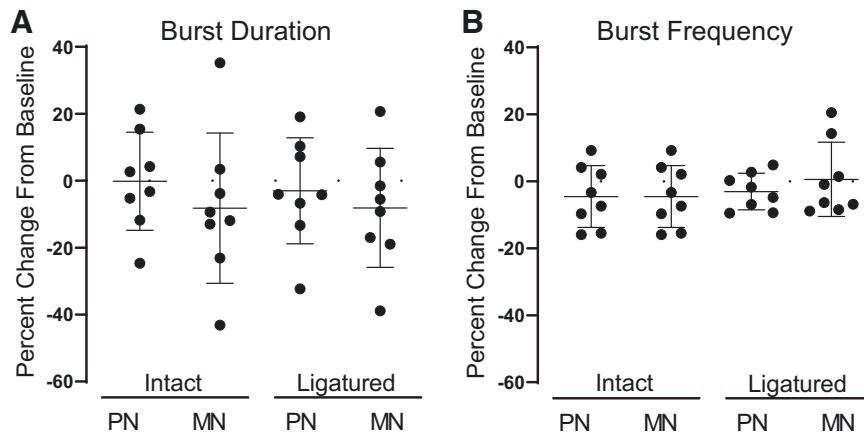 A
Burst Duration
Percent Change From Baseline
40
20
0
-20
-40
-60
Intact
Ligatured
PN
MN
PN
MN
B
Burst Frequency
Percent Change From Baseline
40
20
0
-20
-40
-60
Intact
Ligatured
PN
MN
PN
MN